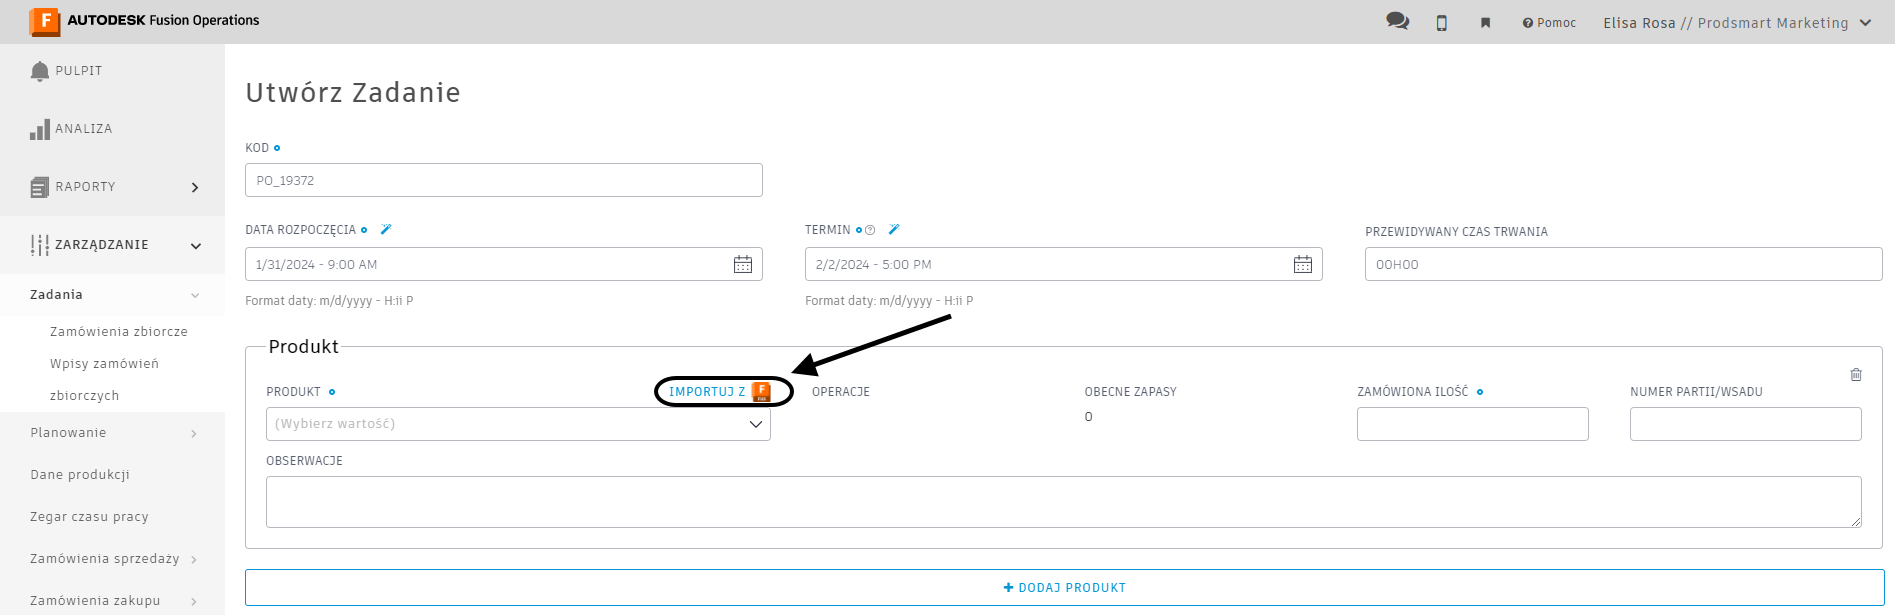 AUTODESK Fusion Operations
Pomoc
Elisa Rosa // Prodsmart Marketing
PULPIT
ANALIZA
RAPORTY
ZARZĄDZANIE
Zadania
Zamówienia zbiorcze
Wpisy zamówień
zbiorczych
Planowanie
Dane produkcji
Zegar czasu pracy
Zamówienia sprzedaży
Zamówienia zakupu
Utwórz Zadanie
KOD
PO_19372
DATA ROZPOCZĘCIA
1/31/2024 - 9:00 AM
Format daty: m/d/yyyy - H:ii P
TERMIN
2/2/2024 - 5:00 PM
Format daty: m/d/yyyy - H:ii P
PRZEWIDYWANY CZAS TRWANIA
00H00
Produkt
PRODUKT
IMPORTUJ Z
(Wybierz wartość)
OPERACJE
OBECNE ZAPASY
0
ZAMÓWIONA ILOŚĆ
NUMER PARTII/WSADU
OBSERWACJE
+ DODAJ PRODUKT